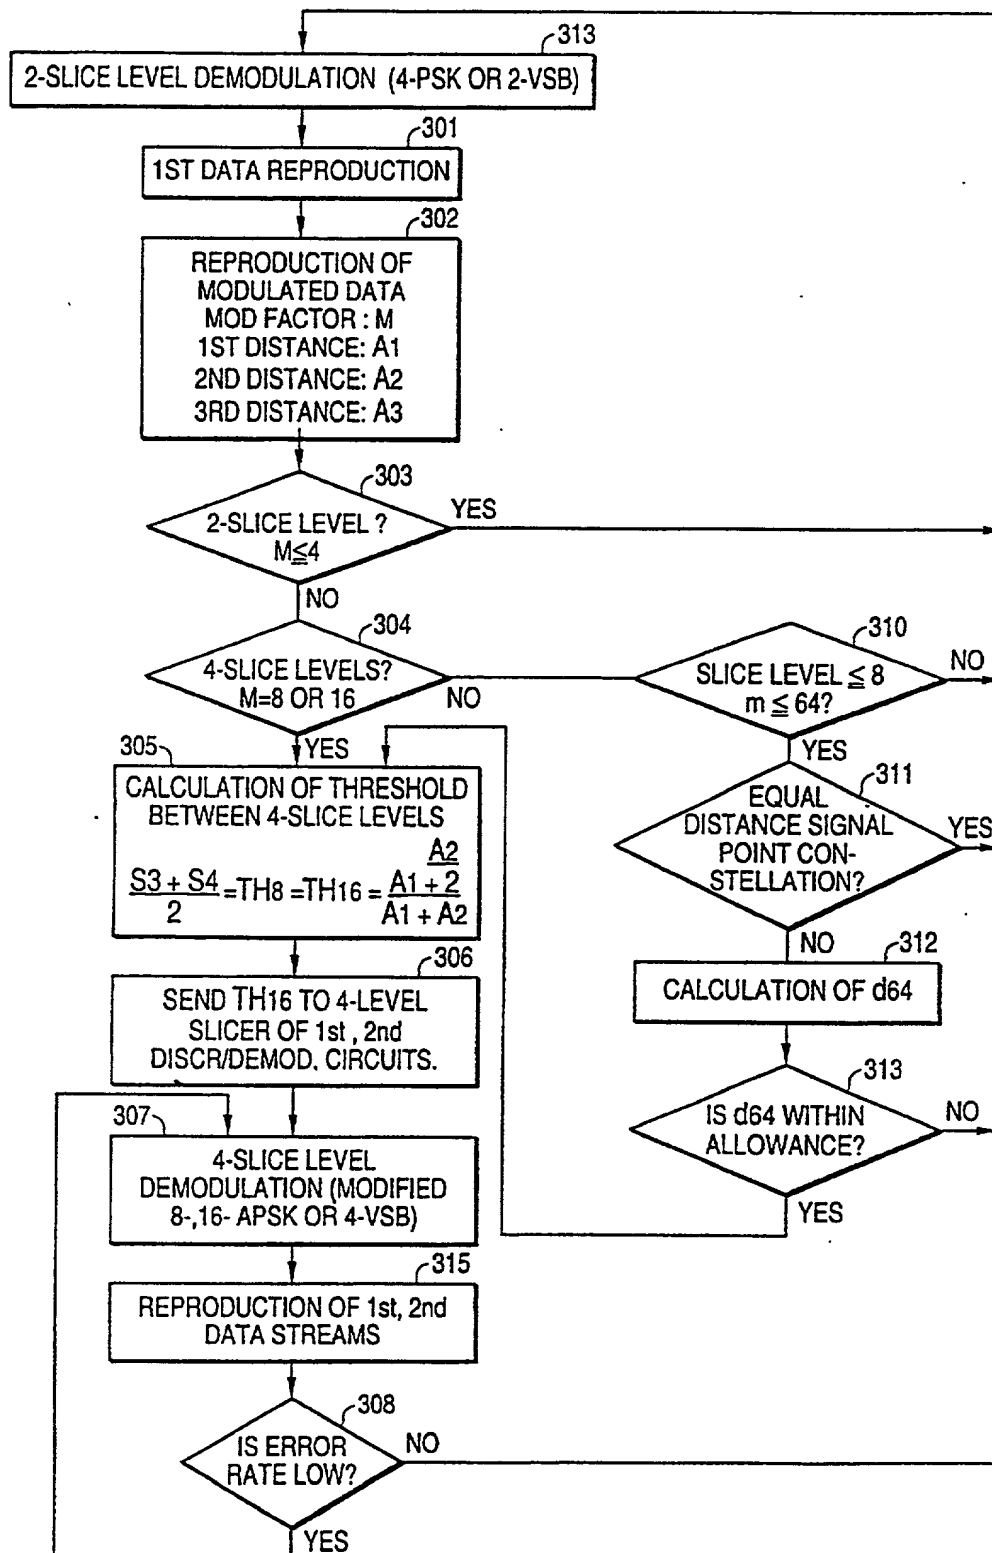 313
2-SLICE LEVEL DEMODULATION (4-PSK OR 2-VSB)
301
1ST DATA REPRODUCTION
302
REPRODUCTION OF
MODULATED DATA
MOD FACTOR : M
1ST DISTANCE: A1
2ND DISTANCE: A2
3RD DISTANCE: A3
303
2-SLICE LEVEL ?
M≦4
YES
NO
304
4-SLICE LEVELS?
M=8 OR 16
NO
YES
310
SLICE LEVEL ≦ 8
m ≦ 64?
NO
YES
305
CALCULATION OF THRESHOLD
BETWEEN 4-SLICE LEVELS
A2
S3 + S4 = TH8 = TH16 = A1 + 2
2 A1 + A2
311
EQUAL
DISTANCE SIGNAL
POINT CON-
STELLATION?
YES
NO
306
SEND TH16 TO 4-LEVEL
SLICER OF 1st , 2nd
DISCR/DEMOD. CIRCUITS.
312
CALCULATION OF d64
313
IS d64 WITHIN
ALLOWANCE?
NO
YES
307
4-SLICE LEVEL
DEMODULATION (MODIFIED
8-,16- APSK OR 4-VSB)
315
REPRODUCTION OF 1st, 2nd
DATA STREAMS
308
IS ERROR
RATE LOW?
NO
YES